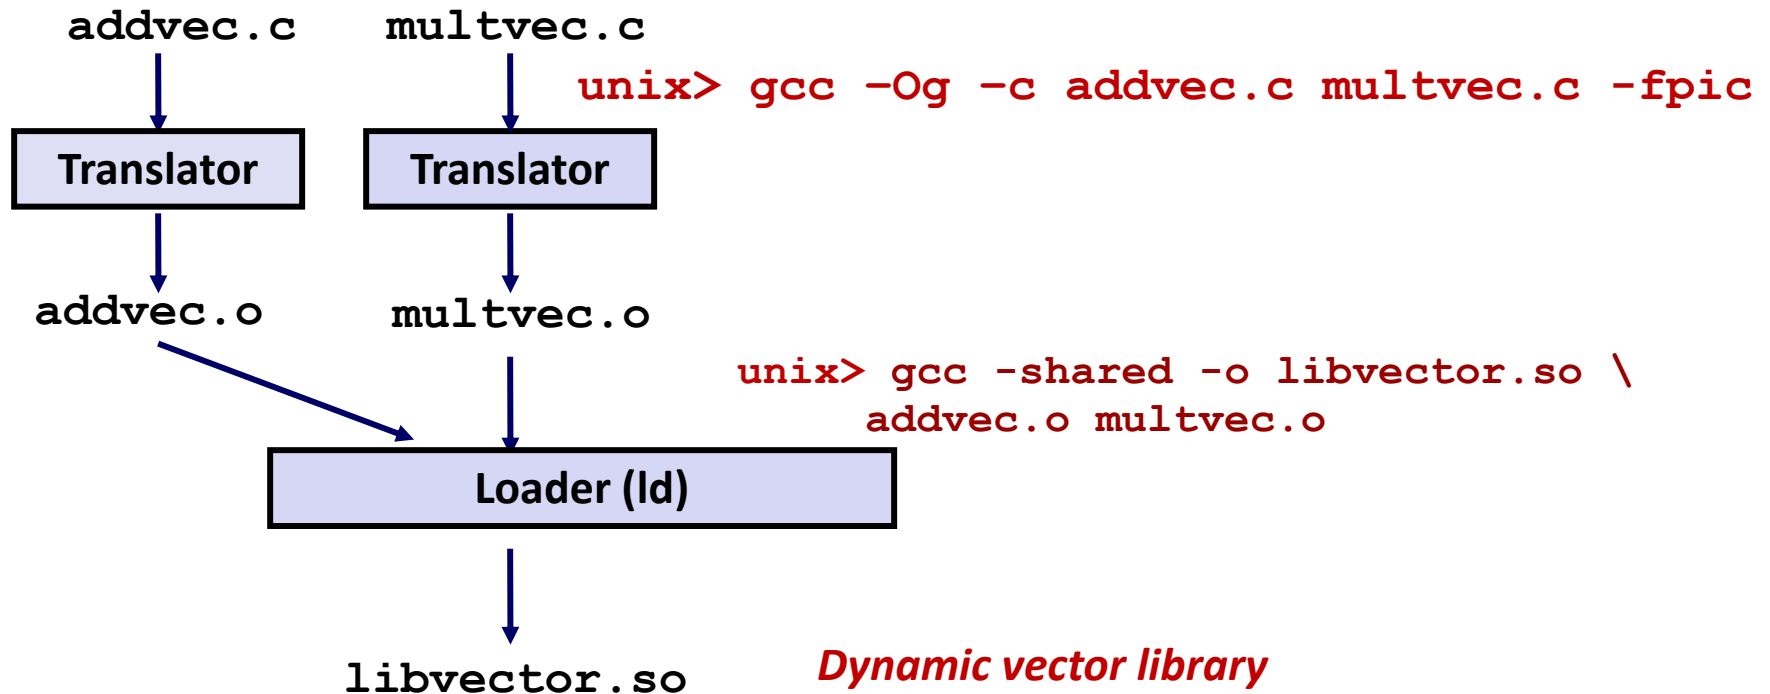 addvec.c multvec.c
unix> gcc –Og –c addvec.c multvec.c -fpic
Translator Translator
addvec.o multvec.o
unix> gcc -shared -o libvector.so \
addvec.o multvec.o
Loader (ld)
libvector.so Dynamic vector library